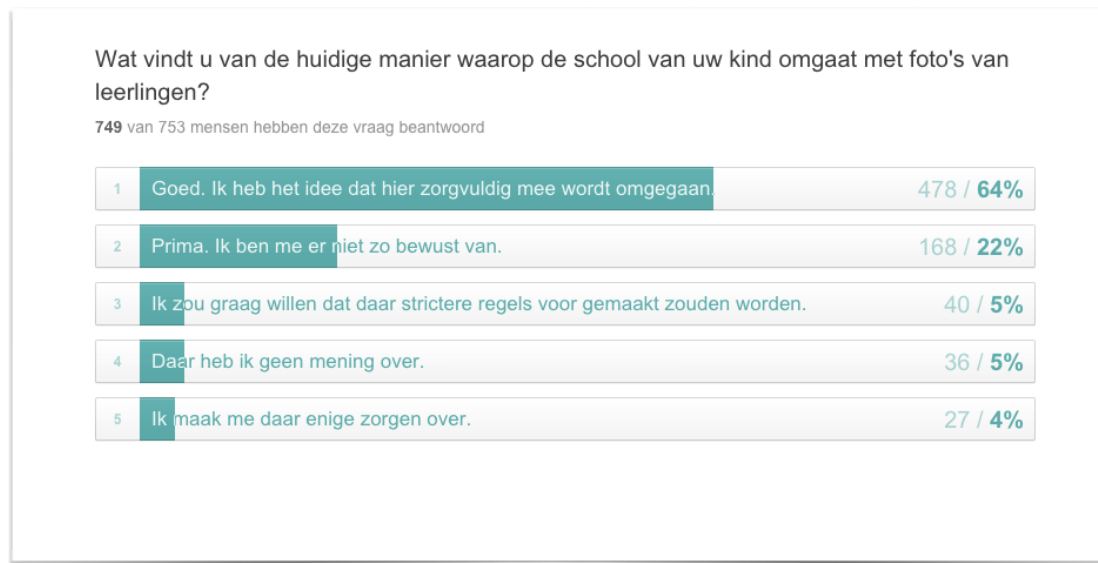 Wat vindt u van de huidige manier waarop de school van uw kind omgaat met foto's van
leerlingen?
749 van 753 mensen hebben deze vraag beantwoord
1 Goed. Ik heb het idee dat hier zorgvuldig mee wordt omgegaan. 478 / 64%
2 Prima. Ik ben me er niet zo bewust van. 168 / 22%
3 Ik zou graag willen dat daar strictere regels voor gemaakt zouden worden. 40 / 5%
4 Daar heb ik geen mening over. 36 / 5%
5 Ik maak me daar enige zorgen over. 27 / 4%